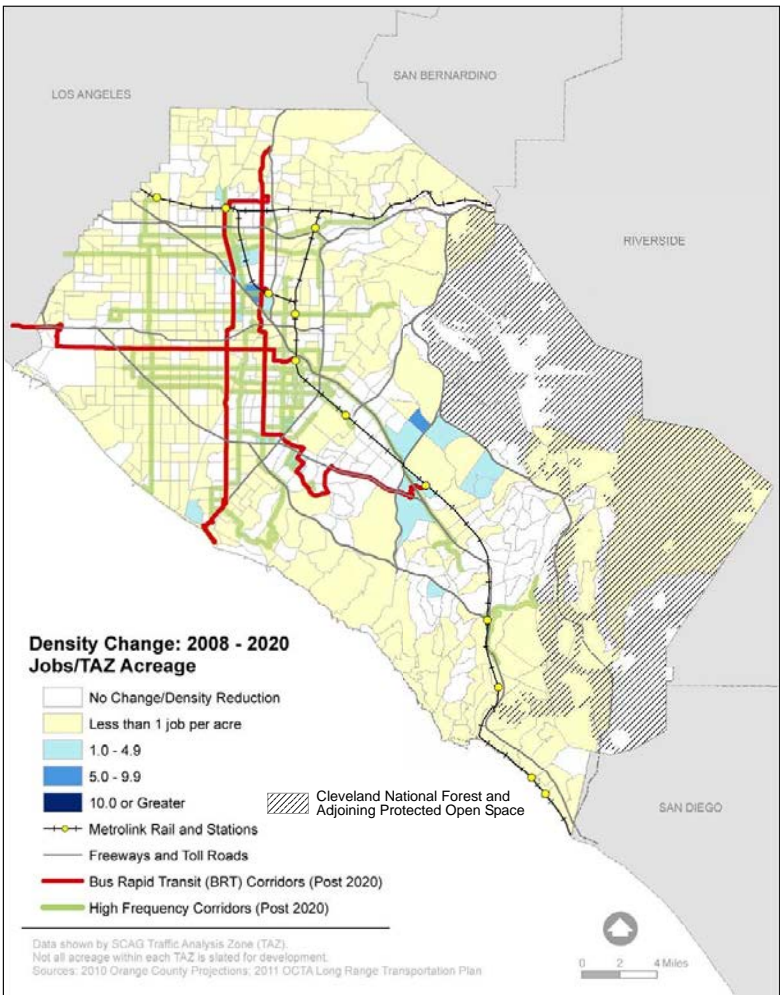 LOS ANGELES
SAN BERNARDINO
RIVERSIDE
SAN DIEGO
Density Change: 2008 - 2020
Jobs/TAZ Acreage
No Change/Density Reduction
Less than 1 job per acre
1.0 - 4.9
5.0 - 9.9
10.0 or Greater
Cleveland National Forest and
Adjoining Protected Open Space
Metrolink Rail and Stations
Freeways and Toll Roads
Bus Rapid Transit (BRT) Corridors (Post 2020)
High Frequency Corridors (Post 2020)
Data shown by SCAG Traffic Analysis Zone (TAZ).
Not all acreage within each TAZ is slated for development.
Sources: 2010 Orange County Projections; 2011 OCTA Long Range Transportation Plan
0 2 4 Miles